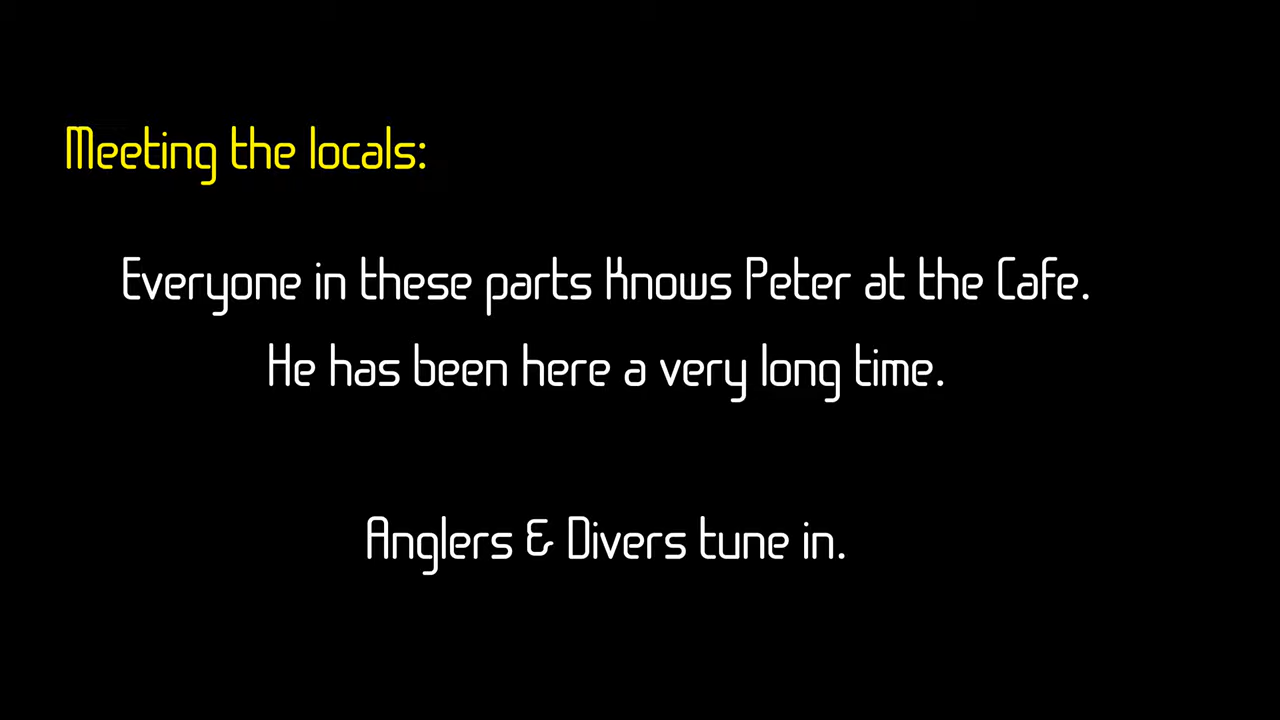 Meeting the locals:
Everyone in these parts Knows Peter at the Cafe.
He has been here a very long time.
Anglers & Divers tune in.